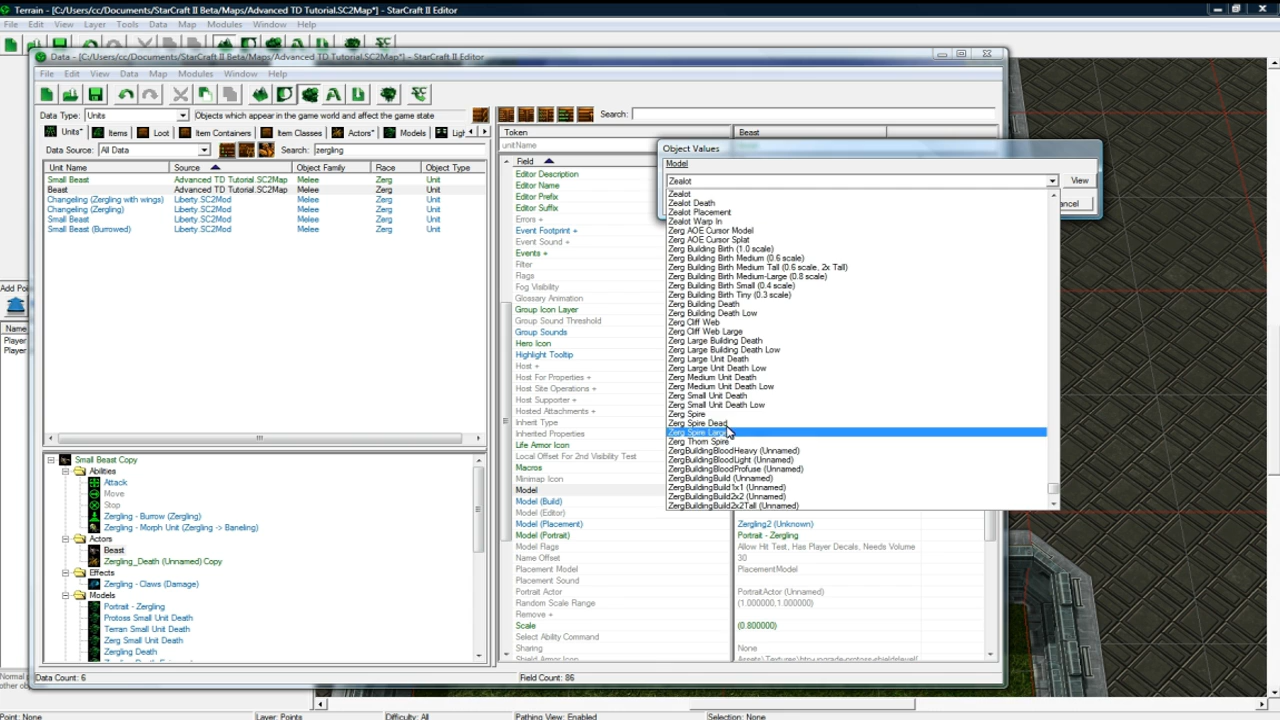 Terrain - [C:/Users/cc/Documents/StarCraft II Beta/Maps/Advanced TD Tutorial.SC2Map*] - StarCraft II Editor
File Edit View Layer Tools Data Map Modules Window Help
Data - [C:/Users/cc/Documents/StarCraft II Beta/Maps/Advanced TD Tutorial.SC2Map*] - StarCraft II Editor
File Edit View Data Map Modules Window Help
Data Type: Units Objects which appear in the game world and affect the game state
Search:
Units* Items Loot Item Containers Item Classes Actors* Models
Data Source: All Data Search: zergling
Unit Name Source Object Family Race Object Type
Small Beast Advanced TD Tutorial.SC2Map Melee Zerg Unit
Beast Advanced TD Tutorial.SC2Map Melee Zerg Unit
Changeling (Zergling with wings) Liberty.SC2Mod Melee Zerg Unit
Changeling (Zergling) Liberty.SC2Mod Melee Zerg Unit
Small Beast Liberty.SC2Mod Melee Zerg Unit
Small Beast (Burrowed) Liberty.SC2Mod Melee Zerg Unit
Add Po
Name
Player
Player
Small Beast Copy
Abilities
Attack
Move
Stop
Zergling - Burrow (Zergling)
Zergling - Morph Unit (Zergling -> Baneling)
Actors
Beast
Zergling_Death (Unnamed) Copy
Effects
Zergling - Claws (Damage)
Models
Portrait - Zergling
Protoss Small Unit Death
Terran Small Unit Death
Zerg Small Unit Death
Zergling Death
Token Beast
unitName
Field
Editor Description
Editor Name
Editor Prefix
Editor Suffix
Errors +
Event Footprint +
Event Sound +
Events +
Filter
Flags
Fog Visibility
Glossary Animation
Group Icon Layer
Group Sound Threshold
Group Sounds
Hero Icon
Highlight Tooltip
Host +
Host For Properties +
Host Site Operations +
Host Supporter +
Hosted Attachments +
Inherit Type
Inherited Properties
Life Armor Icon
Local Offset For 2nd Visibility Test
Macros
Minimap Icon
Model
Model (Build)
Model (Editor)
Model (Placement) Zergling2 (Unknown)
Model (Portrait) Portrait - Zergling
Model Flags Allow Hit Test, Has Player Decals, Needs Volume
Name Offset 30
Placement Model PlacementModel
Placement Sound
Portrait Actor PortraitActor (Unnamed)
Random Scale Range (1.000000,1.000000)
Remove +
Scale (0.800000)
Select Ability Command
Sharing None
Shield Armor Icon
Object Values
Model
Zealot View
Zealot
Zealot Death
Zealot Placement
Zealot Warp In
Zerg AOE Cursor Model
Zerg AOE Cursor Splat
Zerg Building Birth (1.0 scale)
Zerg Building Birth Medium (0.6 scale)
Zerg Building Birth Medium Tall (0.6 scale, 2x Tall)
Zerg Building Birth Medium-Large (0.8 scale)
Zerg Building Birth Small (0.4 scale)
Zerg Building Birth Tiny (0.3 scale)
Zerg Building Death
Zerg Building Death Low
Zerg Cliff Web
Zerg Cliff Web Large
Zerg Large Building Death
Zerg Large Building Death Low
Zerg Large Unit Death
Zerg Large Unit Death Low
Zerg Medium Unit Death
Zerg Medium Unit Death Low
Zerg Small Unit Death
Zerg Small Unit Death Low
Zerg Spire
Zerg Spire Dead
Zerg Spire Large
Zerg Thorn Spire
ZergBuildingBloodHeavy (Unnamed)
ZergBuildingBloodLight (Unnamed)
ZergBuildingBloodProfuse (Unnamed)
ZergBuildingBuild (Unnamed)
ZergBuildingBuild1x1 (Unnamed)
ZergBuildingBuild2x2 (Unnamed)
ZergBuildingBuild2x2Tall (Unnamed)
ncel
Data Count: 6 Field Count: 86
Point: None Layer: Points Difficulty: All Pathing View: Enabled Selection: None